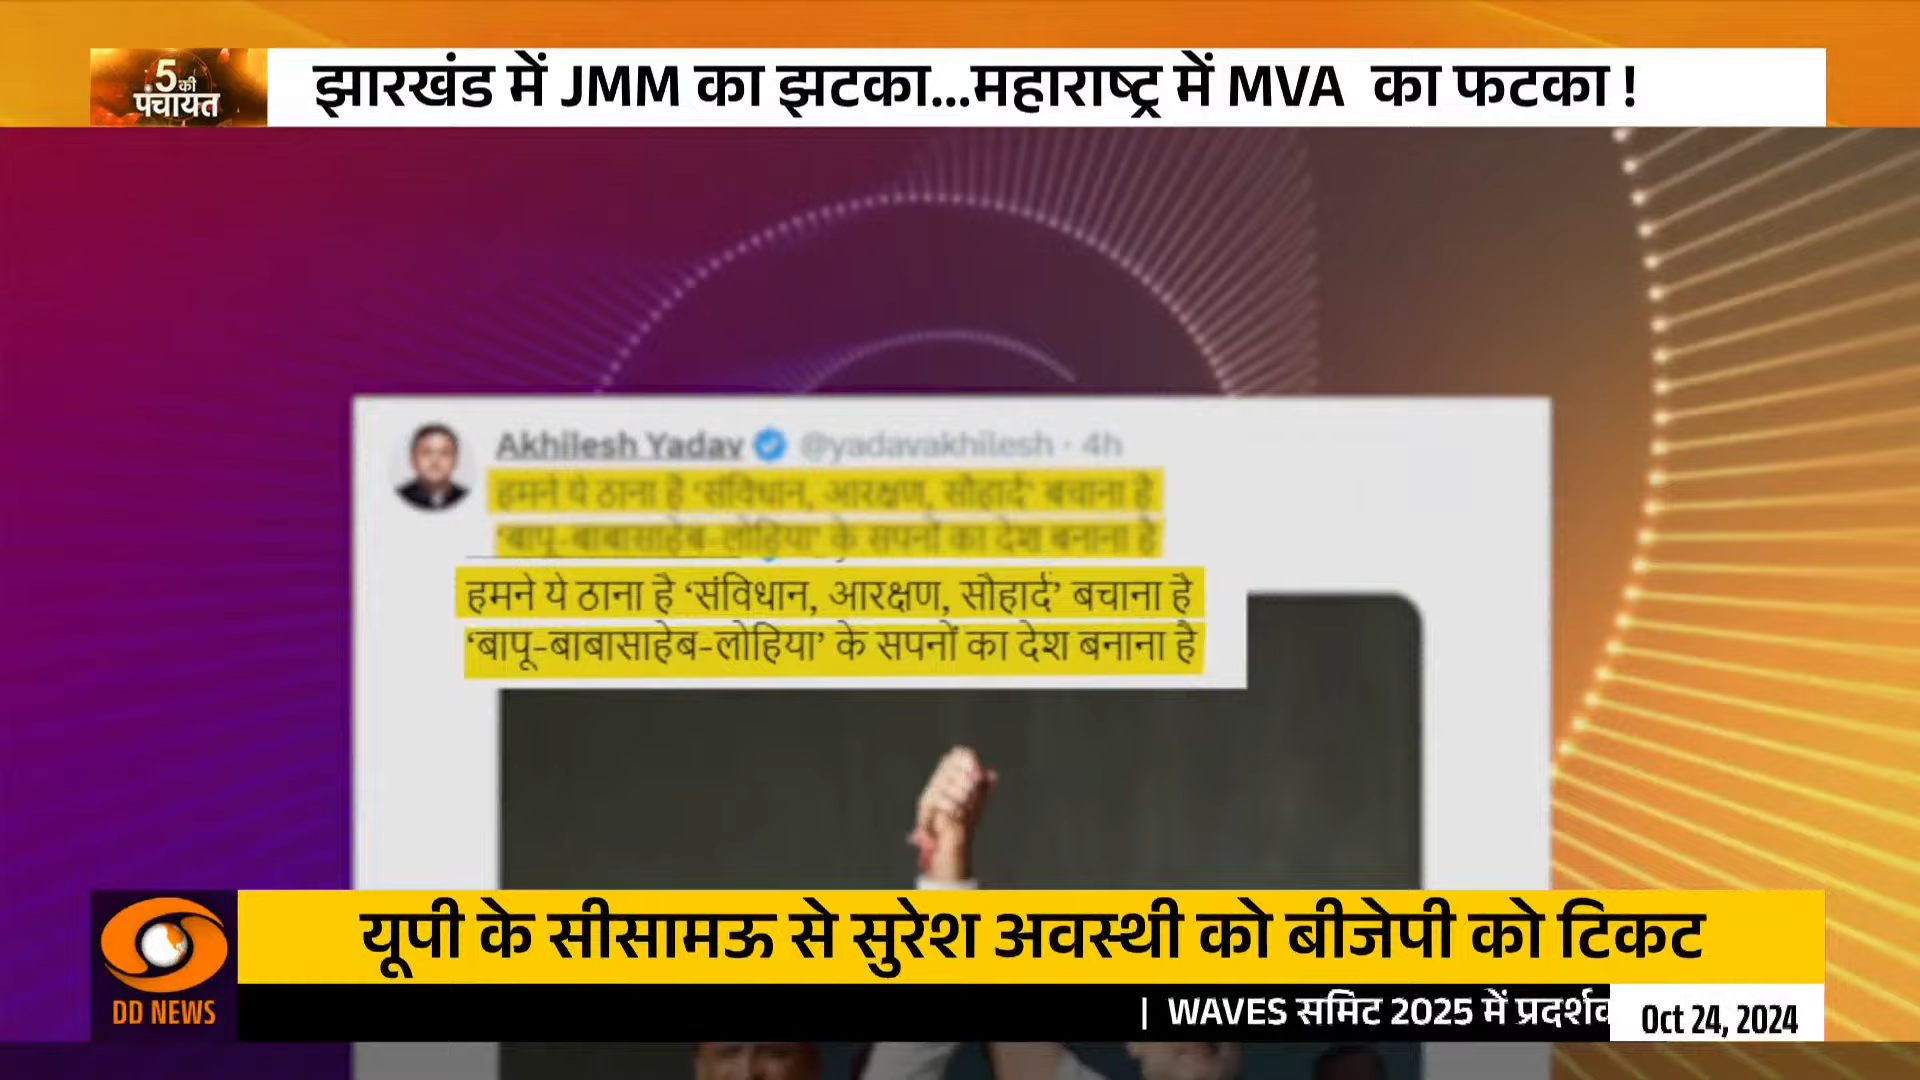 5 की
पंचायत
झारखंड में JMM का झटका...महाराष्ट्र में MVA का फटका !
Akhilesh Yadav @yadavakhilesh · 4h
हमने ये ठाना है ‘संविधान, आरक्षण, सौहार्द’ बचाना है
‘बापू-बाबासाहेब-लोहिया’ के सपनों का देश बनाना है
हमने ये ठाना है ‘संविधान, आरक्षण, सौहार्द’ बचाना है
‘बापू-बाबासाहेब-लोहिया’ के सपनों का देश बनाना है
यूपी के सीसामऊ से सुरेश अवस्थी को बीजेपी को टिकट
DD NEWS
| WAVES समिट 2025 में
Oct 24, 2024